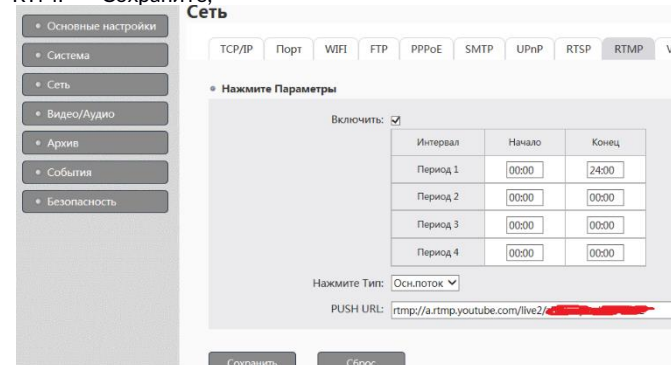 Сохраните,
Сеть
Основные настройки
Система
Сеть
Видео/Аудио
Архив
События
Безопасность
TCP/IP Порт WIFI FTP PPPoE SMTP UPnP RTSP RTMP
Нажмите Параметры
Включить:
Интервал Начало Конец
Период 1 00:00 24:00
Период 2 00:00 00:00
Период 3 00:00 00:00
Период 4 00:00 00:00
Нажмите Тип: Осн.поток
PUSH URL: rtmp://a.rtmp.youtube.com/live2/
Сохранить Сброс